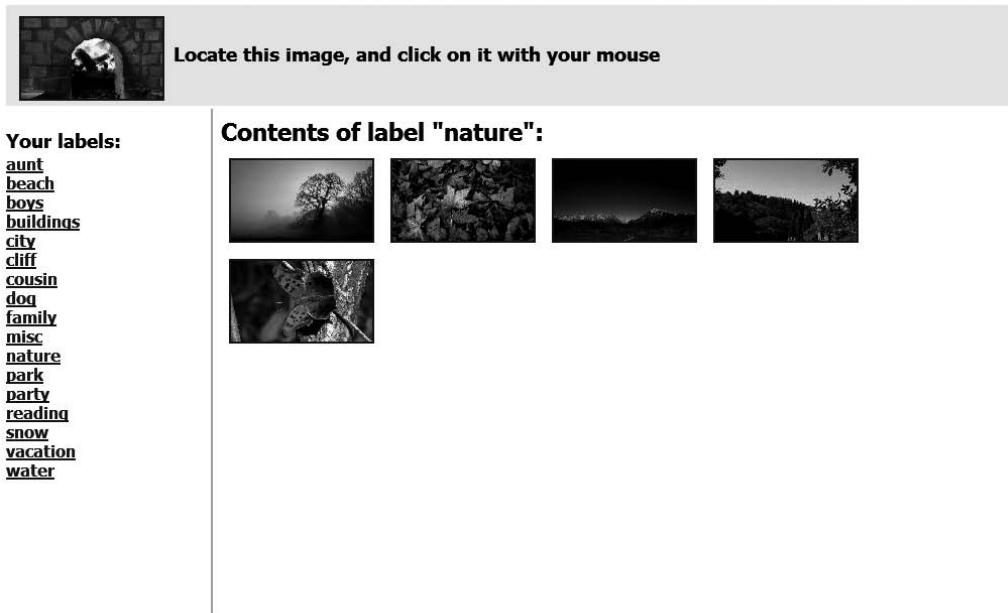 Locate this image, and click on it with your mouse
Your labels:
aunt
beach
boys
buildings
city
cliff
cousin
dog
family
misc
nature
park
party
reading
snow
vacation
water
Contents of label "nature":